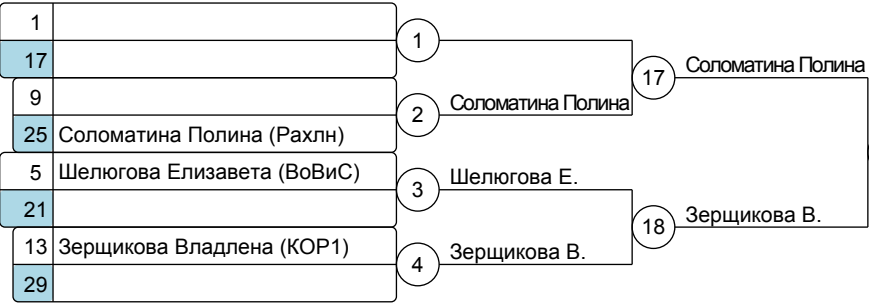 1
17
1
17
Соломатина Полина
9
2
Соломатина Полина
25 Соломатина Полина (Рахлн)
5 Шелюгова Елизавета (ВоВиС)
3
Шелюгова Е.
21
18
Зерщикова В.
13 Зерщикова Владлена (КОР1)
4
Зерщикова В.
29